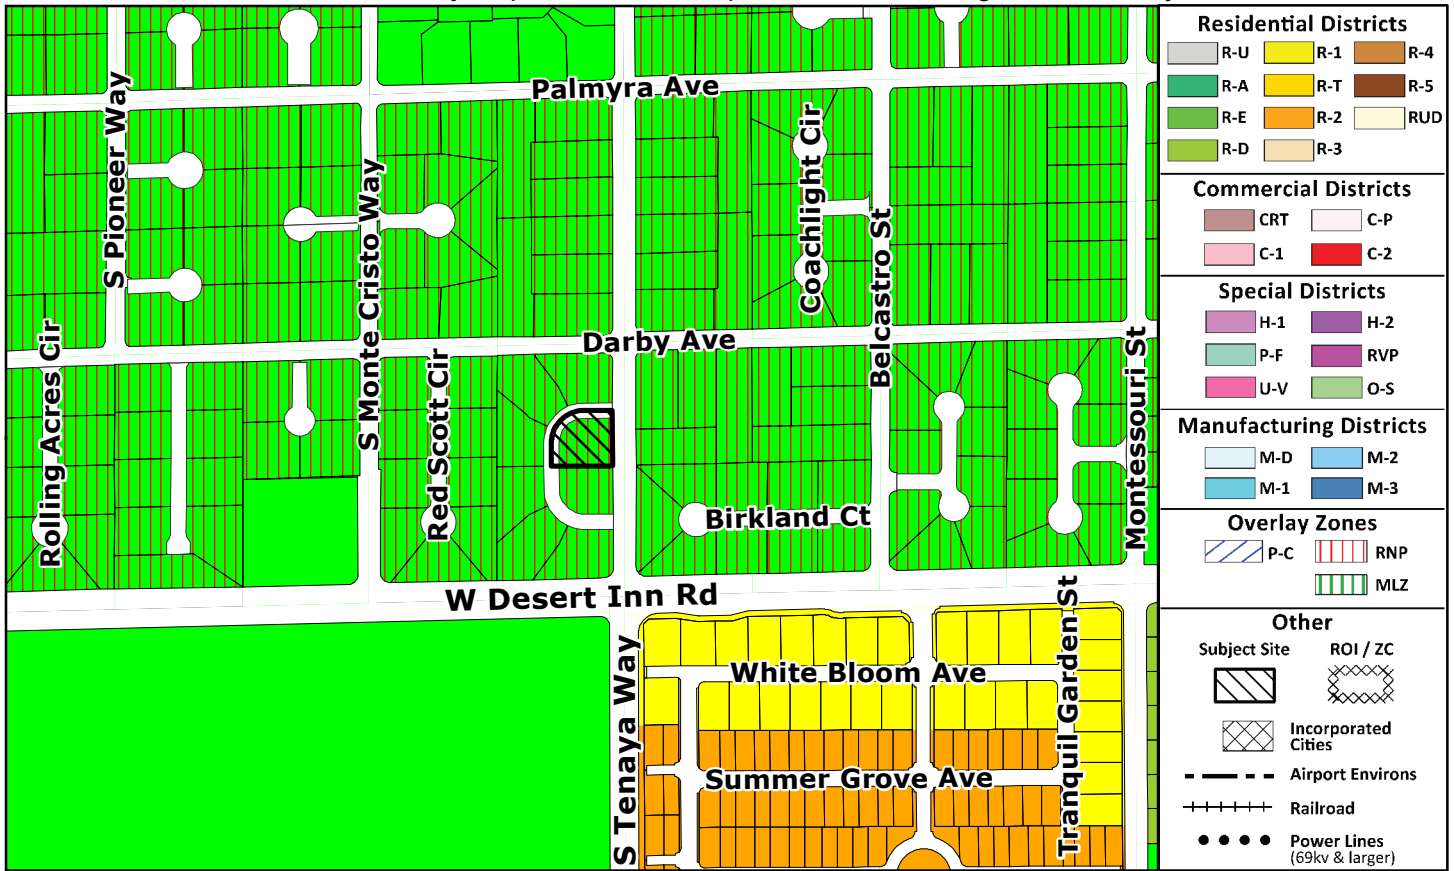 Palmyra Ave
S Pioneer Way
S Monte Cristo Way
Coachlight Cir
Belcastro St
Darby Ave
Rolling Acres Cir
Red Scott Cir
Montessouri St
Birkland Ct
W Desert Inn Rd
S Tenaya Way
White Bloom Ave
Tranquil Garden St
Summer Grove Ave
Residential Districts
R-U R-1 R-4
R-A R-T R-5
R-E R-2 RUD
R-D R-3
Commercial Districts
CRT C-P
C-1 C-2
Special Districts
H-1 H-2
P-F RVP
U-V O-S
Manufacturing Districts
M-D M-2
M-1 M-3
Overlay Zones
P-C RNP
MLZ
Other
Subject Site ROI / ZC
Incorporated
Cities
Airport Environs
Railroad
Power Lines
(69kv & larger)